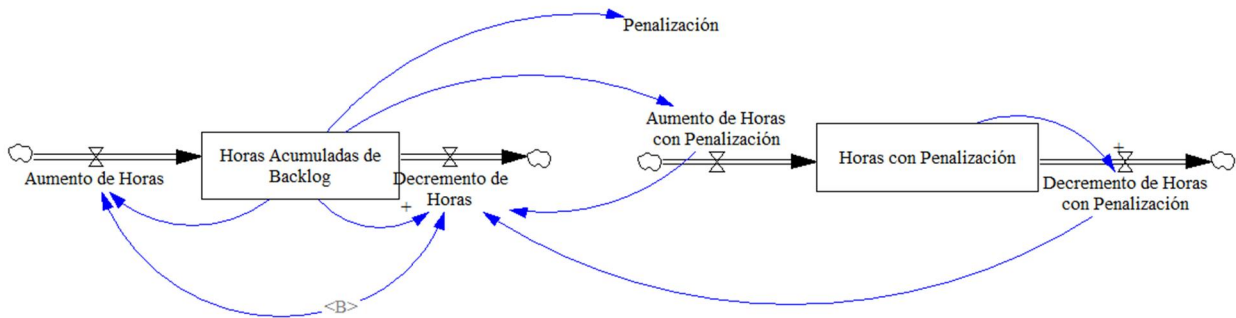 Penalización
Aumento de Horas
con Penalización
Horas Acumuladas de
Backlog
Horas con Penalización
+
Aumento de Horas
Decremento de
Horas
+
Decremento de Horas
con Penalización
<B>